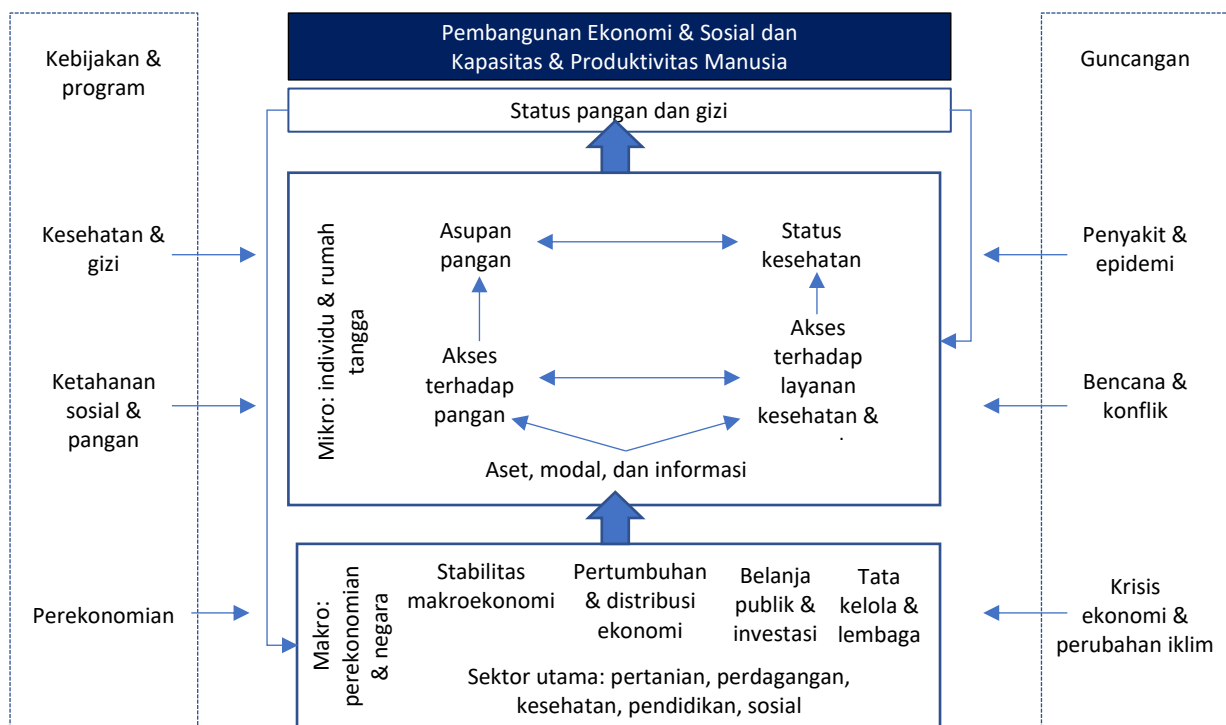 Kebijakan &
program
Kesehatan &
gizi
Ketahanan
sosial &
pangan
Perekonomian
Pembangunan Ekonomi & Sosial dan
Kapasitas & Produktivitas Manusia
Status pangan dan gizi
Mikro: individu & rumah
tangga
Asupan
pangan
Status
kesehatan
Akses
terhadap
pangan
Akses
terhadap
layanan
kesehatan &
Aset, modal, dan informasi
Makro:
perekonomian
& negara
Stabilitas
makroekonomi
Pertumbuhan
& distribusi
ekonomi
Belanja
publik &
investasi
Tata
kelola &
lembaga
Sektor utama: pertanian, perdagangan,
kesehatan, pendidikan, sosial
Guncangan
Penyakit &
epidemi
Bencana &
konflik
Krisis
ekonomi &
perubahan iklim